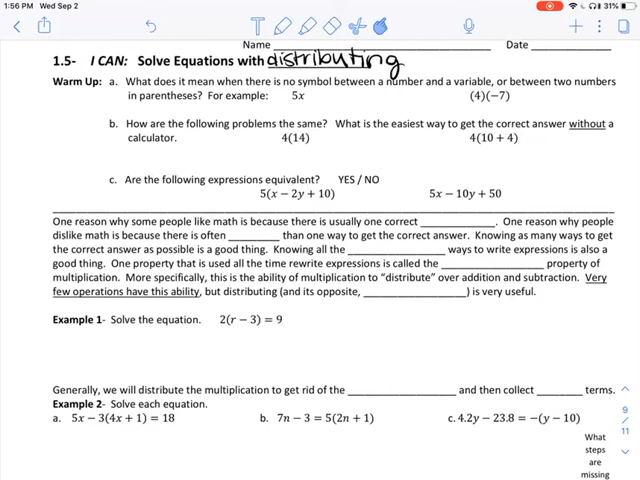 1:56 PM Wed Sep 2
31%
Name ____________________ Date __________
1.5- I CAN: Solve Equations with distributing
Warm Up: a. What does it mean when there is no symbol between a number and a variable, or between two numbers
in parentheses? For example: 5x (4)(−7)
b. How are the following problems the same? What is the easiest way to get the correct answer without a
calculator. 4(14) 4(10 + 4)
c. Are the following expressions equivalent? YES / NO
5(x − 2y + 10) 5x − 10y + 50
One reason why some people like math is because there is usually one correct ____________. One reason why people
dislike math is because there is often ________ than one way to get the correct answer. Knowing as many ways to get
the correct answer as possible is a good thing. Knowing all the ________________ ways to write expressions is also a
good thing. One property that is used all the time rewrite expressions is called the ________________ property of
multiplication. More specifically, this is the ability of multiplication to “distribute” over addition and subtraction. Very
few operations have this ability, but distributing (and its opposite, ________________) is very useful.
Example 1- Solve the equation. 2(r − 3) = 9
Generally, we will distribute the multiplication to get rid of the ________________ and then collect _______ terms.
Example 2- Solve each equation.
a. 5x − 3(4x + 1) = 18 b. 7n − 3 = 5(2n + 1) c. 4.2y − 23.8 = −(y − 10)
What
steps
are
missing
9
/
11